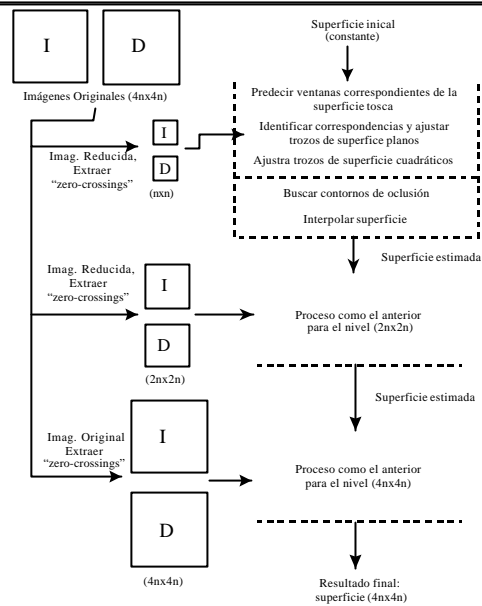 I
D
Imágenes Originales (4nx4n)
Superficie inical
(constante)
Predecir ventanas correspondientes de la
superficie tosca
Identificar correspondencias y ajustar
trozos de superfice planos
Ajusta trozos de superficie cuadráticos
Buscar contornos de oclusión
Interpolar superficie
Imag. Reducida,
Extraer
“zero-crossings”
I
D
(nxn)
Superficie estimada
Imag. Reducida,
Extraer
“zero-crossings”
I
D
(2nx2n)
Proceso como el anterior
para el nivel (2nx2n)
Superficie estimada
Imag. Original
Extraer
“zero-crossings”
I
D
(4nx4n)
Proceso como el anterior
para el nivel (4nx4n)
Resultado final:
superficie (4nx4n)